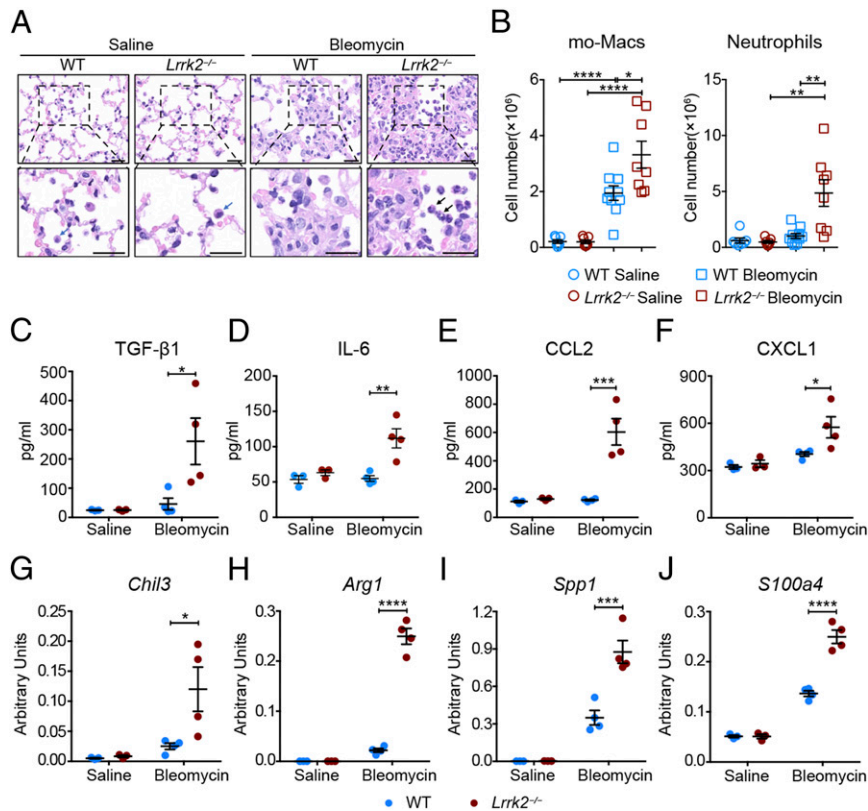 A
Saline
Bleomycin
WT
Lrrk2−/−
WT
Lrrk2−/−
B
mo-Macs
Neutrophils
Cell number(×10⁶)
6
4
2
0
****
*
****
Cell number(×10⁶)
15
10
5
0
**
**
WT Saline
WT Bleomycin
Lrrk2−/− Saline
Lrrk2−/− Bleomycin
C
TGF-β1
pg/ml
500
400
300
200
100
0
*
Saline
Bleomycin
D
IL-6
pg/ml
150
100
50
0
**
Saline
Bleomycin
E
CCL2
pg/ml
1000
800
600
400
200
0
***
Saline
Bleomycin
F
CXCL1
pg/ml
900
600
300
0
*
Saline
Bleomycin
G
Chil3
Arbitrary Units
0.25
0.20
0.15
0.10
0.05
0.00
*
Saline
Bleomycin
H
Arg1
Arbitrary Units
0.3
0.2
0.1
0.0
****
Saline
Bleomycin
I
Spp1
Arbitrary Units
1.2
0.9
0.6
0.3
0.0
***
Saline
Bleomycin
J
S100a4
Arbitrary Units
0.3
0.2
0.1
0.0
****
Saline
Bleomycin
WT
Lrrk2−/−